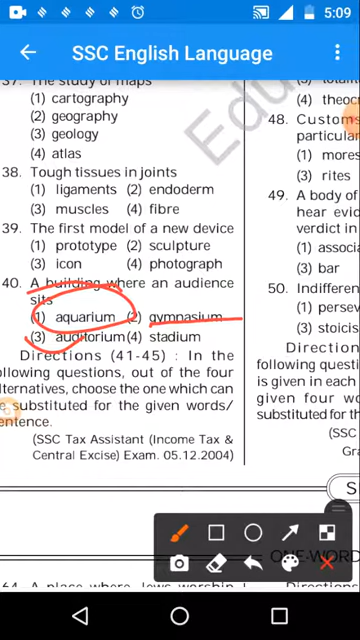 5:09
SSC English Language
37. The study of maps
(1) cartography
(2) geography
(3) geology
(4) atlas
38. Tough tissues in joints
(1) ligaments (2) endoderm
(3) muscles (4) fibre
39. The first model of a new device
(1) prototype (2) sculpture
(3) icon (4) photograph
40. A building where an audience
sits
(1) aquarium (2) gymnasium
(3) auditorium (4) stadium
Directions (41-45) : In the
following questions, out of the four
alternatives, choose the one which can
be substituted for the given words/
sentence.
(SSC Tax Assistant (Income Tax &
Central Excise) Exam. 05.12.2004)
64. A place where Jews worship
(4) theoc
48. Customs
particular
(1) mores
(3) rites
49. A body of
hear evid
verdict in
(1) associa
(3) bar
50. Indifferen
(1) persev
(3) stoicis
Direction
following questi
is given in each
given four wo
substituted for th
(SSC
Gra
S
ONE-WORD
Edu